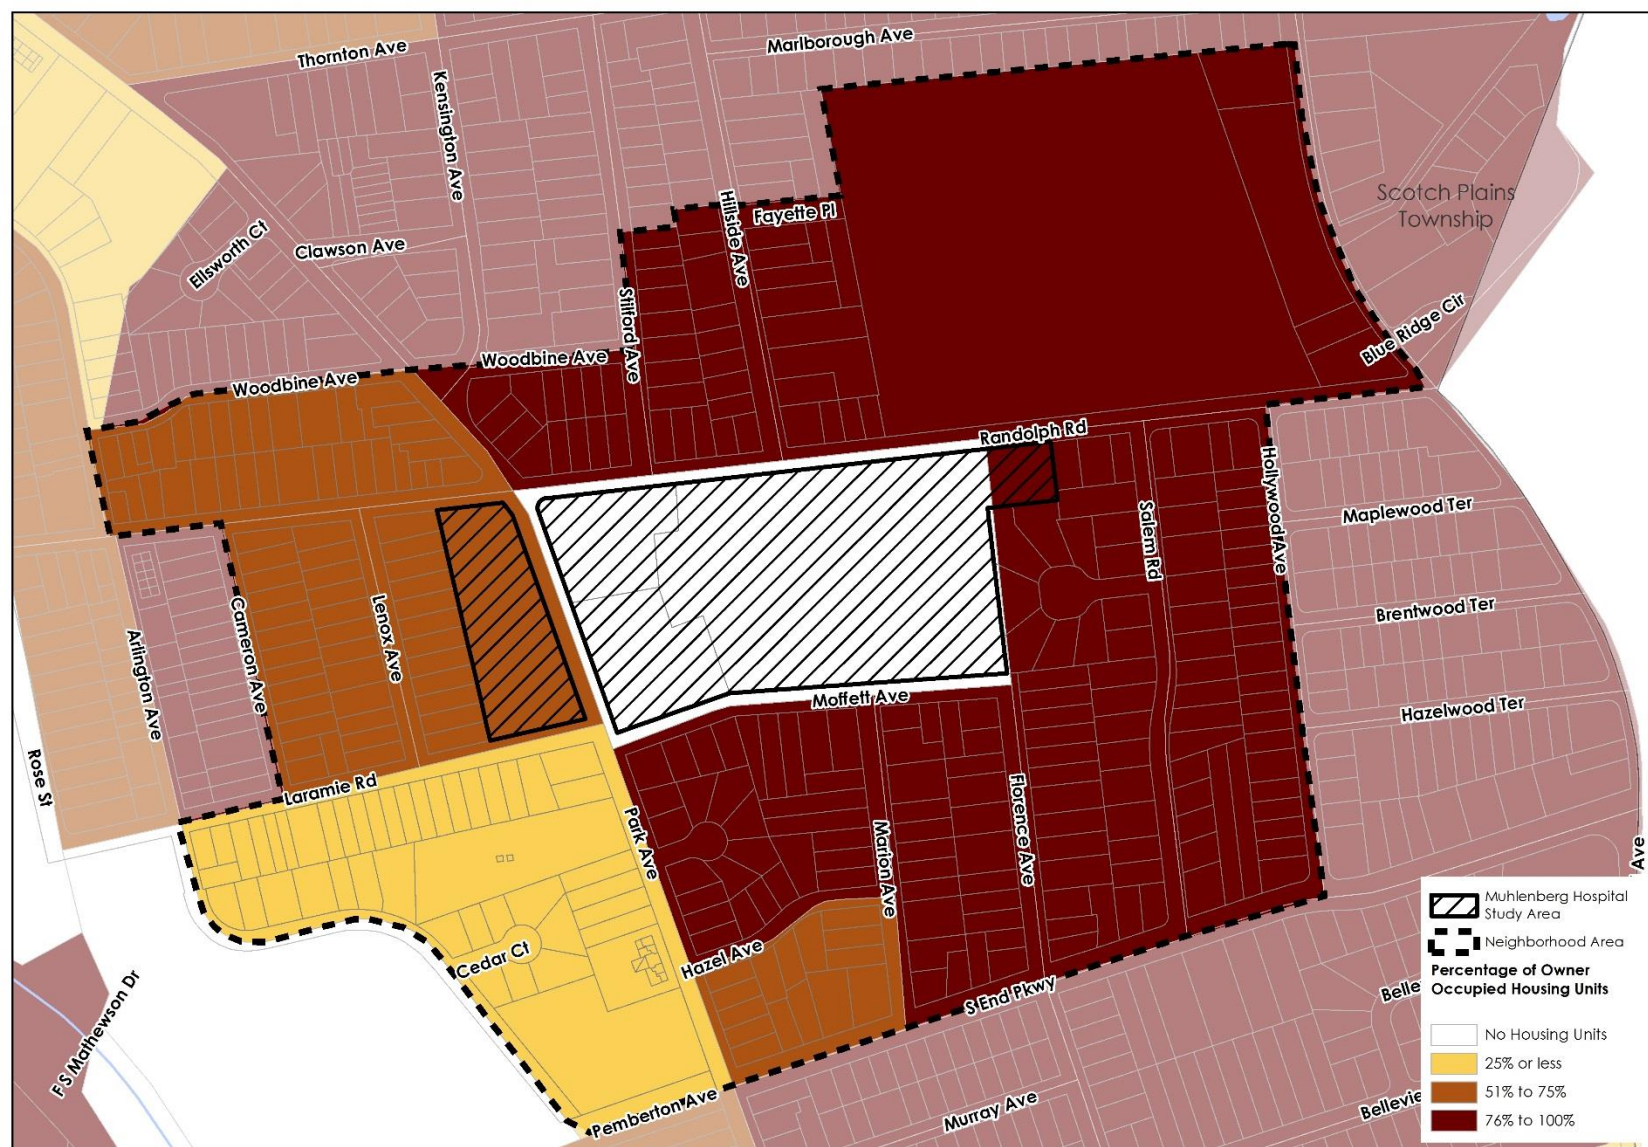 Thornton Ave
Marlborough Ave
Kensington Ave
Scotch Plains
Township
Hillside Ave
Fayette Pl
Ellsworth Ct
Clawson Ave
Stilford Ave
Blue Ridge Cir
Woodbine Ave
Woodbine Ave
Randolph Rd
Hollywood Ave
Maplewood Ter
Salem Rd
Brentwood Ter
Arlington Ave
Cameron Ave
Lenox Ave
Moffett Ave
Hazelwood Ter
Rose St
Laramie Rd
Park Ave
Marion Ave
Florence Ave
Ave
Cedar Ct
Hazel Ave
S End Pkwy
F S Mathewson Dr
Pemberton Ave
Murray Ave
Belle
Bellevie
Muhlenberg Hospital
Study Area
Neighborhood Area
Percentage of Owner
Occupied Housing Units
No Housing Units
25% or less
51% to 75%
76% to 100%